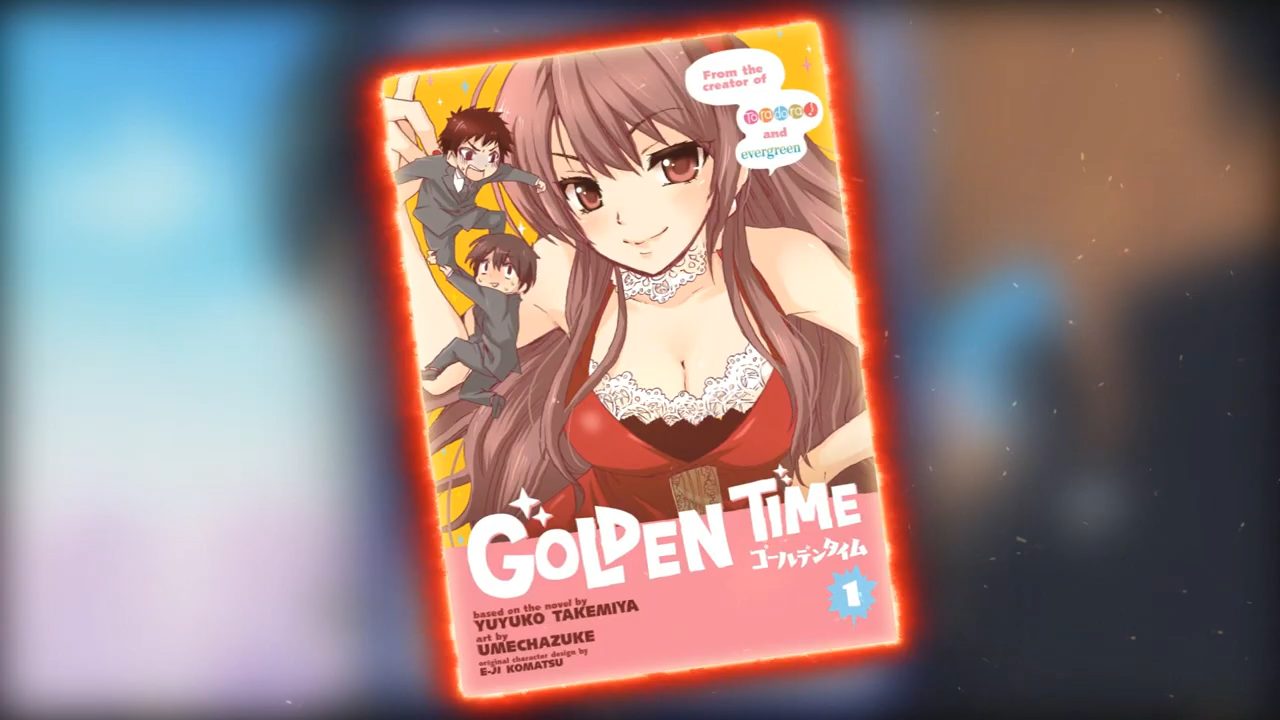 From the
creator of
Toradora!
and
evergreen
GOLDEN TIME
ゴールデンタイム
1
based on the novel by
YUYUKO TAKEMIYA
art by
UMECHAZUKE
original character design by
E-JI KOMATSU